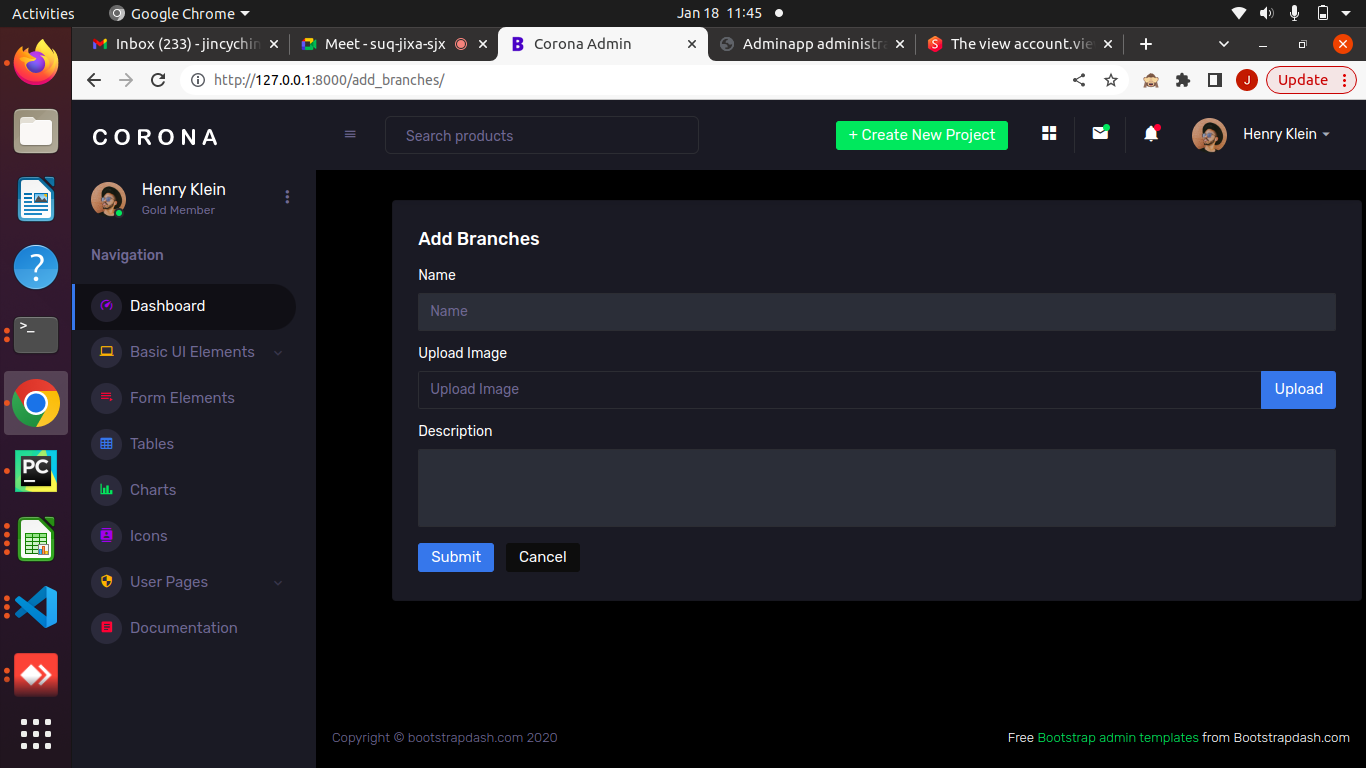 Activities Google Chrome Jan 18 11:45
Inbox (233) - jincychin Meet - suq-jixa-sjx Corona Admin Adminapp administra The view account.vie
http://127.0.0.1:8000/add_branches/ J Update
CORONA Search products + Create New Project Henry Klein
Henry Klein
Gold Member
Navigation
Dashboard
Basic UI Elements
Form Elements
Tables
Charts
Icons
User Pages
Documentation
Add Branches
Name
Name
Upload Image
Upload Image Upload
Description
Submit Cancel
Copyright © bootstrapdash.com 2020 Free Bootstrap admin templates from Bootstrapdash.com
>_
PC